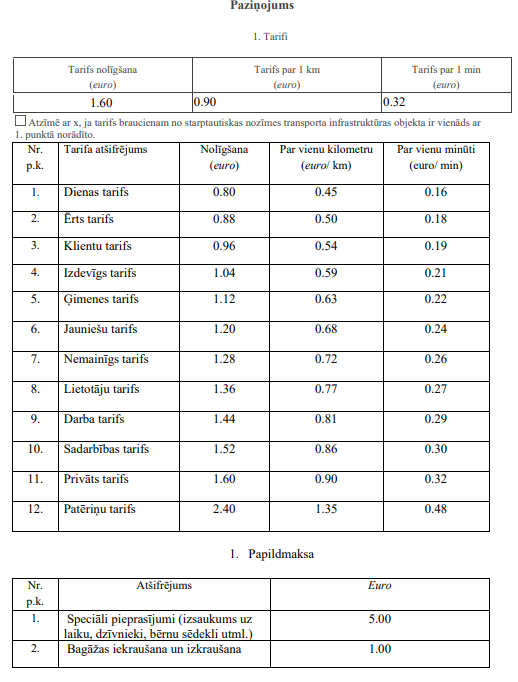 Paziņojums
1. Tarifi
Tarifs nolīgšana Tarifs par 1 km Tarifs par 1 min
(euro) (euro) (euro)
1.60 0.90 0.32
Atzīmē ar x, ja tarifs braucienam no starptautiskas nozīmes transporta infrastruktūras objekta ir vienāds ar
1. punktā norādīto.
Nr. Tarifa atšifrējums Nolīgšana Par vienu kilometru Par vienu minūti
p.k. (euro) (euro/ km) (euro/ min)
1. Dienas tarifs 0.80 0.45 0.16
2. Ērts tarifs 0.88 0.50 0.18
3. Klientu tarifs 0.96 0.54 0.19
4. Izdevīgs tarifs 1.04 0.59 0.21
5. Ģimenes tarifs 1.12 0.63 0.22
6. Jauniešu tarifs 1.20 0.68 0.24
7. Nemainīgs tarifs 1.28 0.72 0.26
8. Lietotāju tarifs 1.36 0.77 0.27
9. Darba tarifs 1.44 0.81 0.29
10. Sadarbības tarifs 1.52 0.86 0.30
11. Privāts tarifs 1.60 0.90 0.32
12. Patēriņu tarifs 2.40 1.35 0.48
1. Papildmaksa
Nr. Atšifrējums Euro
p.k.
1. Speciāli pieprasījumi (izsaukums uz 5.00
laiku, dzīvnieki, bērnu sēdekli utml.)
2. Bagāžas iekraušana un izkraušana 1.00